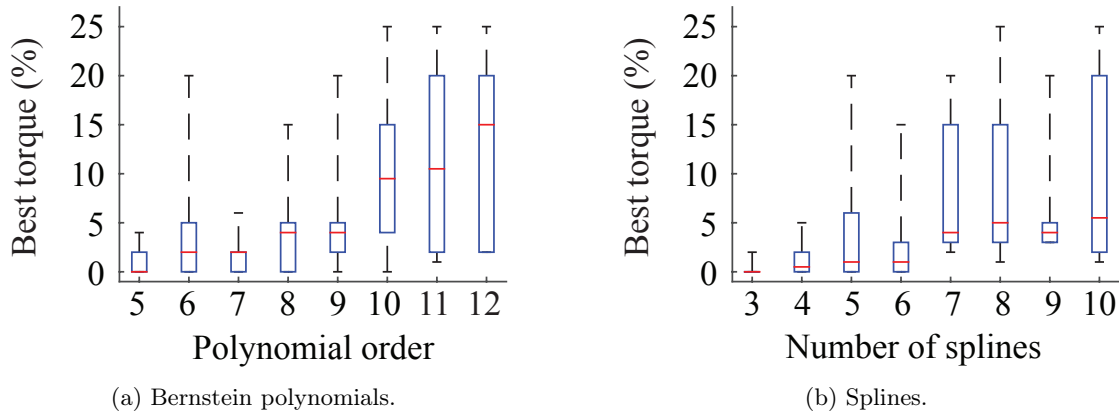 Best torque (%)
25
20
15
10
5
0
5 6 7 8 9 10 11 12
Polynomial order
(a) Bernstein polynomials.
Best torque (%)
25
20
15
10
5
0
3 4 5 6 7 8 9 10
Number of splines
(b) Splines.